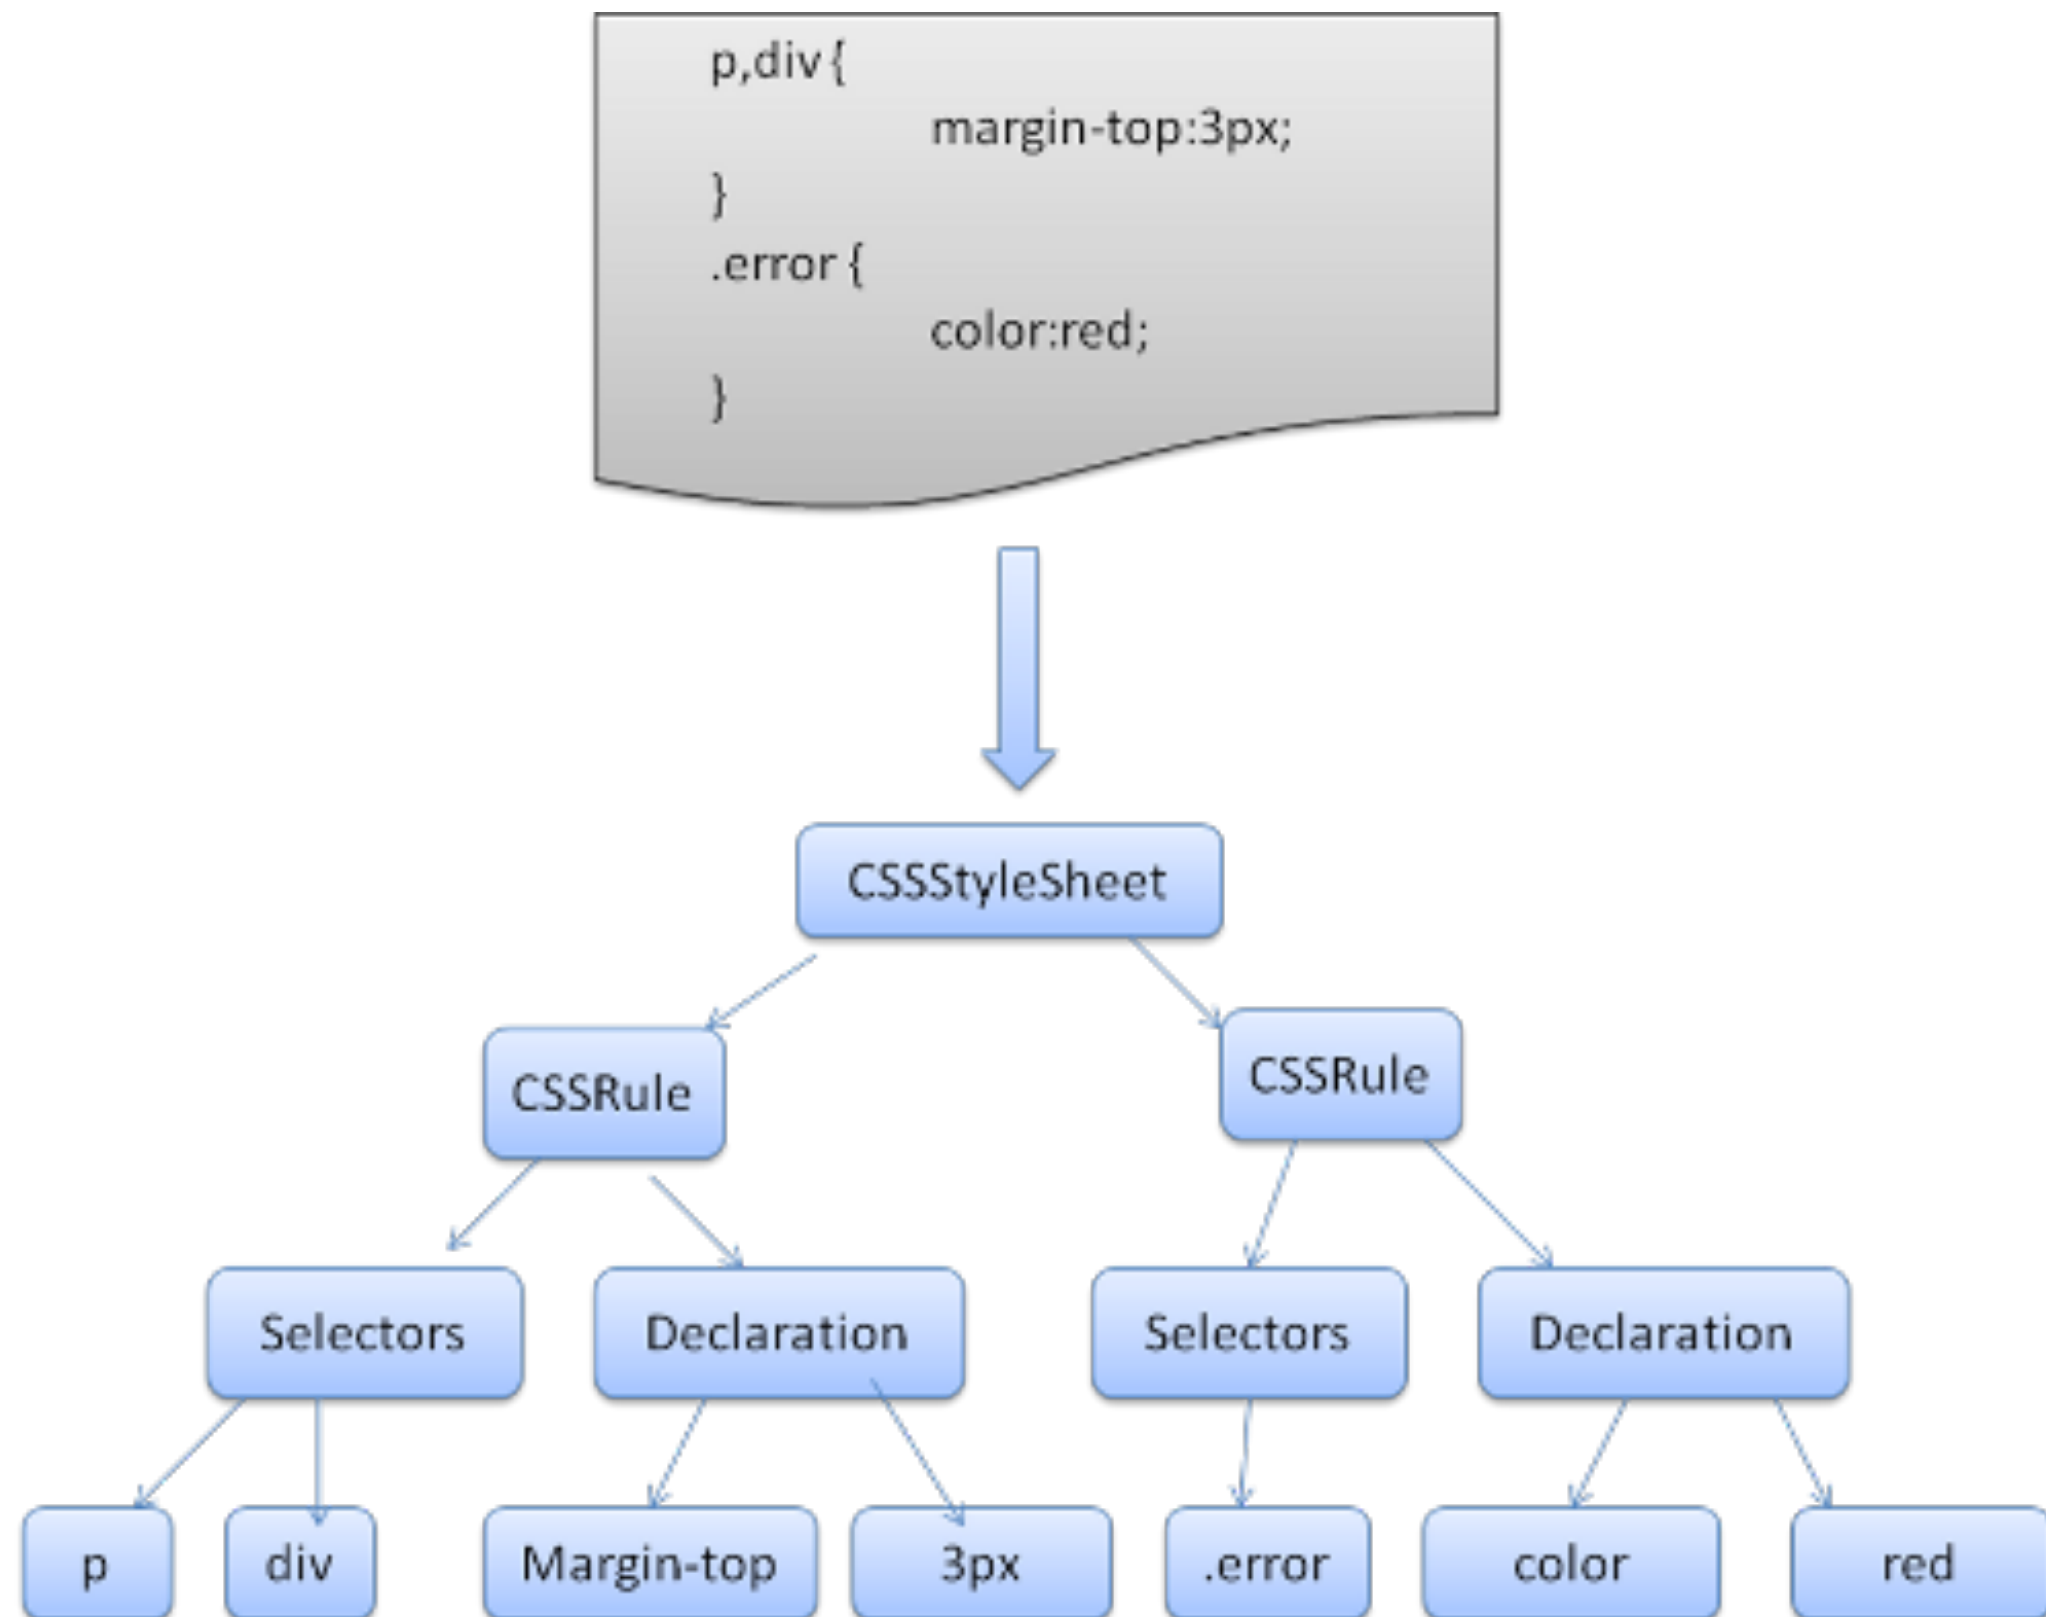 p,div {
margin-top:3px;
}
.error {
color:red;
}
CSSStyleSheet
CSSRule
CSSRule
Selectors
Declaration
Selectors
Declaration
p
div
Margin-top
3px
.error
color
red